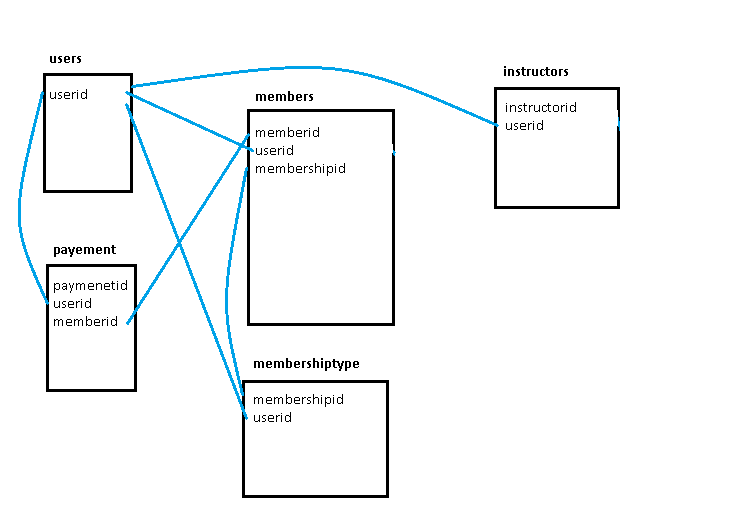 users
userid
instructors
instructorid
userid
members
memberid
userid
membershipid
payement
paymenetid
userid
memberid
membershiptype
membershipid
userid